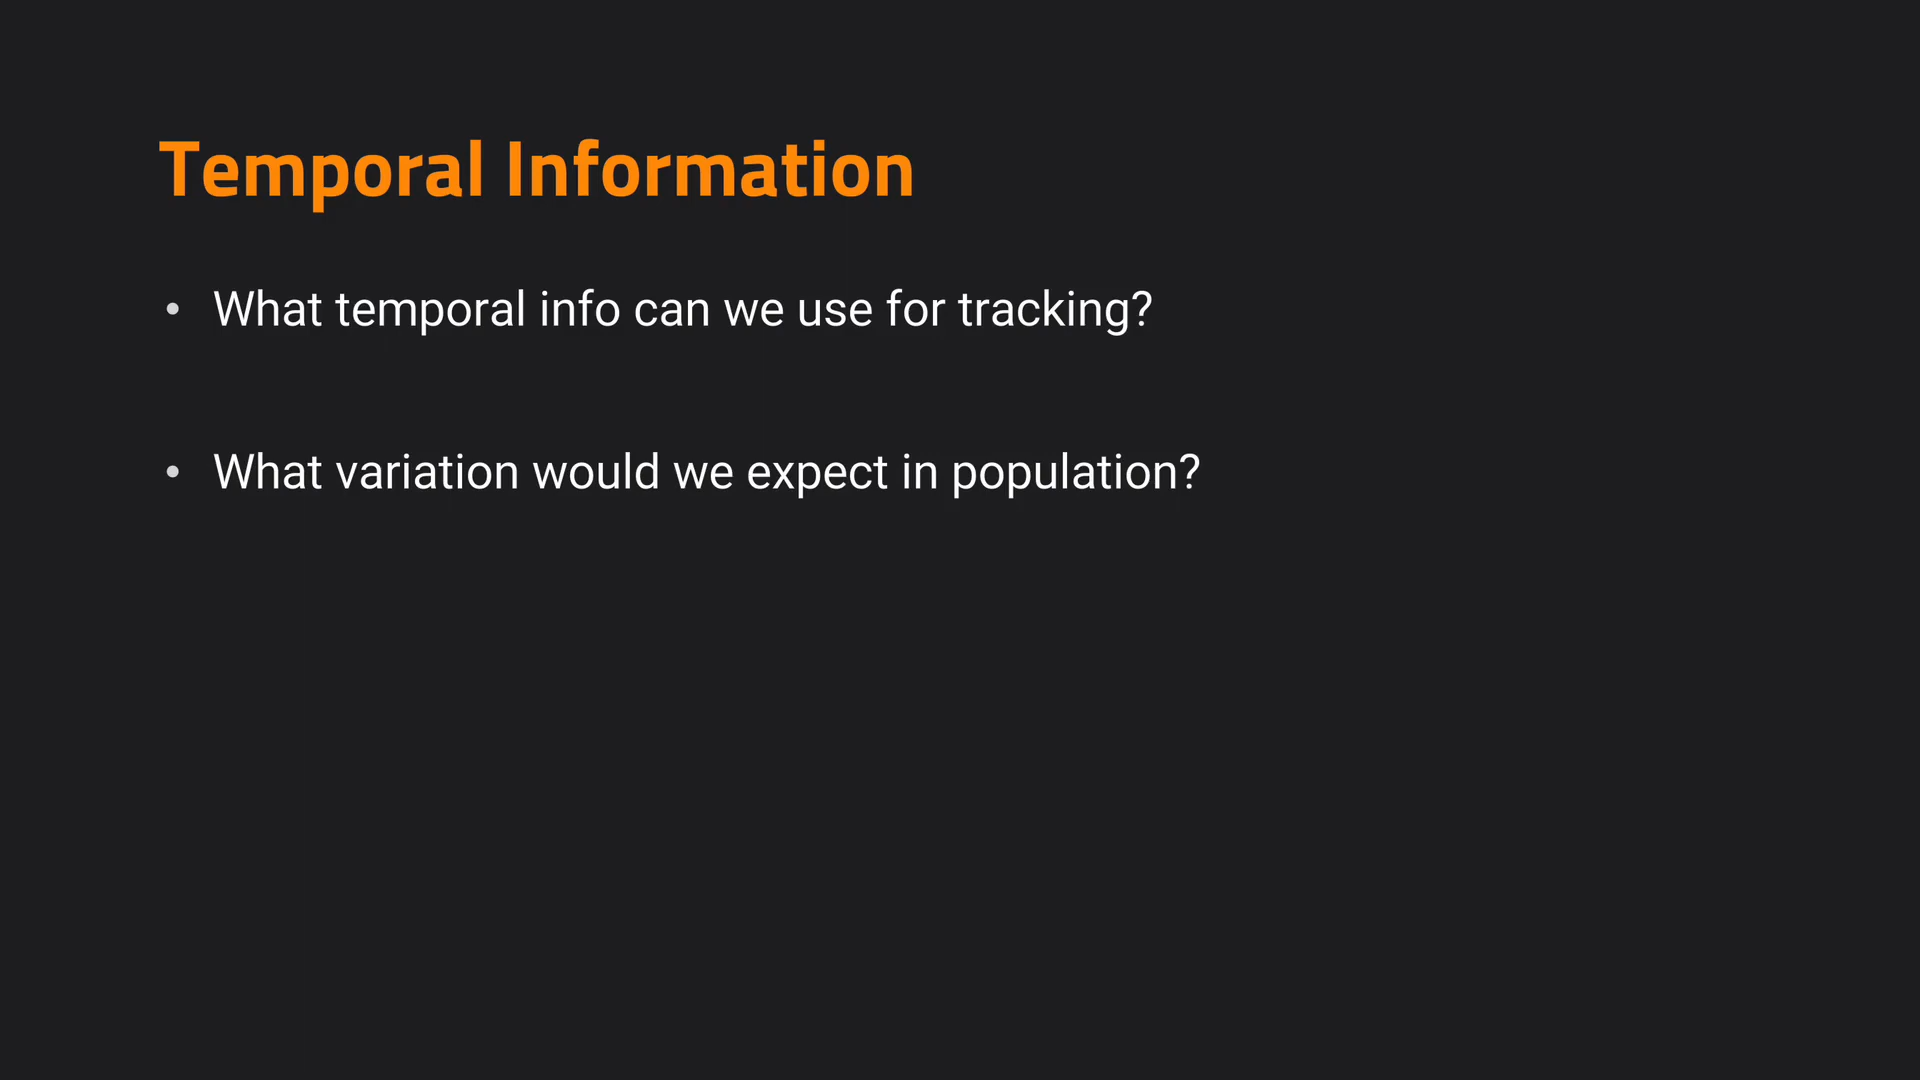 Temporal Information
• What temporal info can we use for tracking?
• What variation would we expect in population?